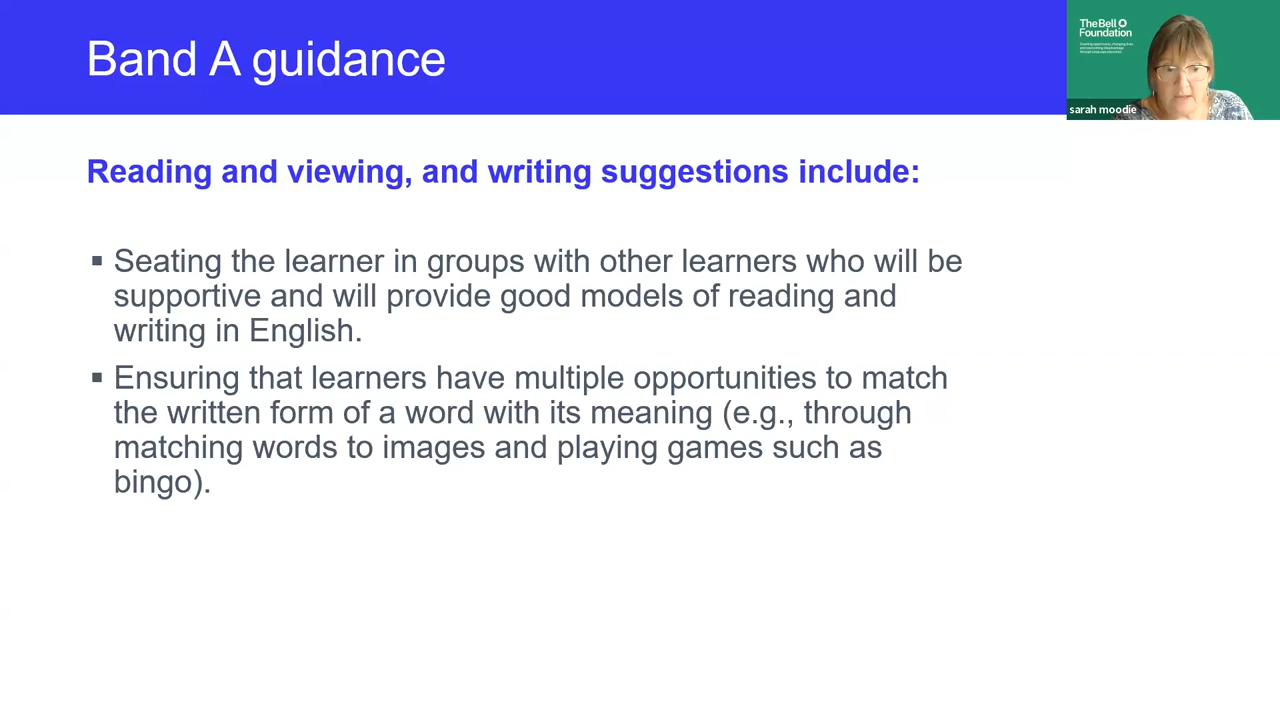 Band A guidance
The Bell
Foundation
sarah moodie
Reading and viewing, and writing suggestions include:
▪ Seating the learner in groups with other learners who will be
supportive and will provide good models of reading and
writing in English.
▪ Ensuring that learners have multiple opportunities to match
the written form of a word with its meaning (e.g., through
matching words to images and playing games such as
bingo).